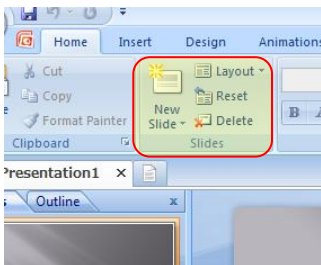 Home Insert Design Animations
Cut
Copy
Format Painter
Clipboard
New
Slide
Layout
Reset
Delete
Slides
B
Presentation1
Outline